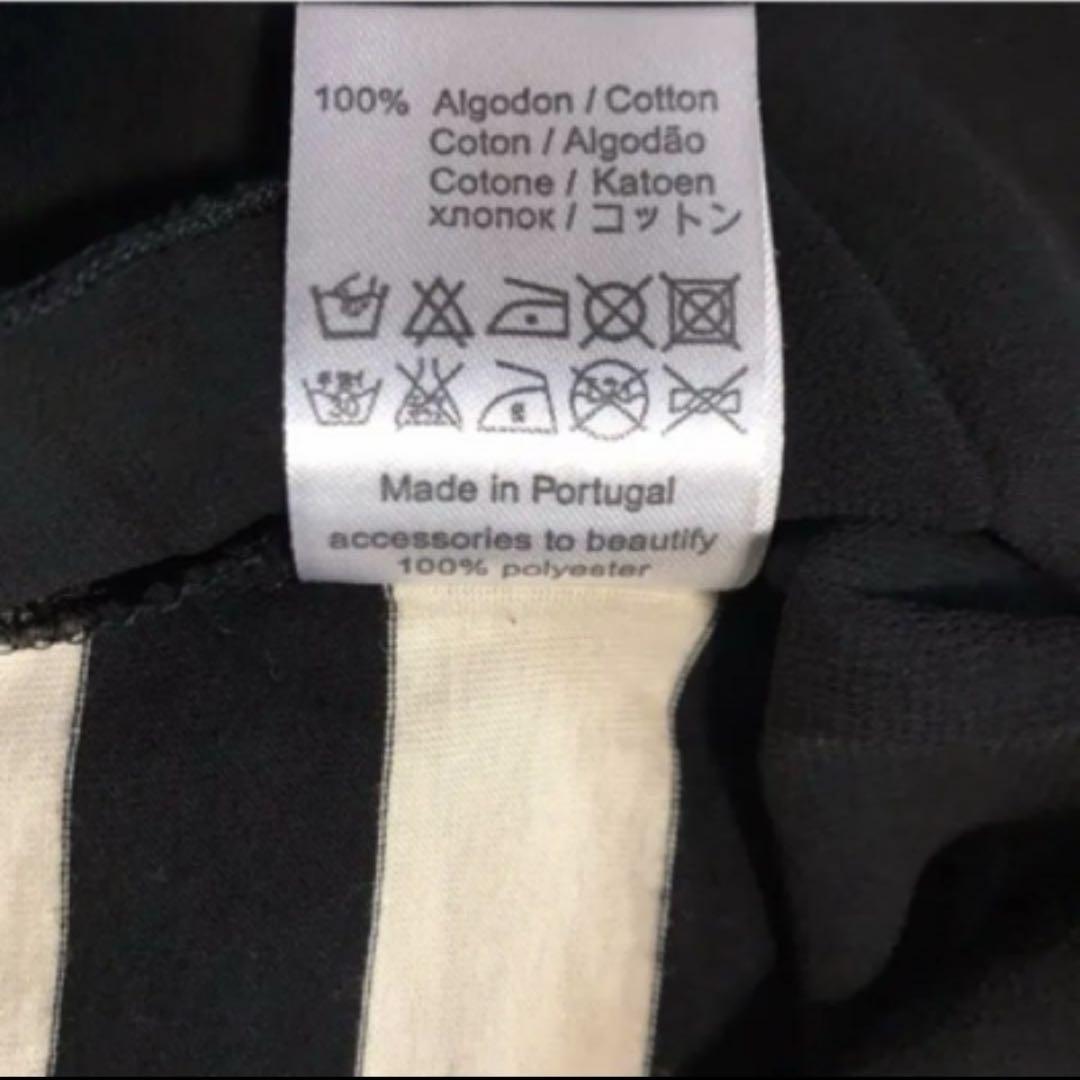 100% Algodon / Cotton
Coton / Algodão
Cotone / Katoen
хлопок / コットン
30
Made in Portugal
accessories to beautify
100% polyester